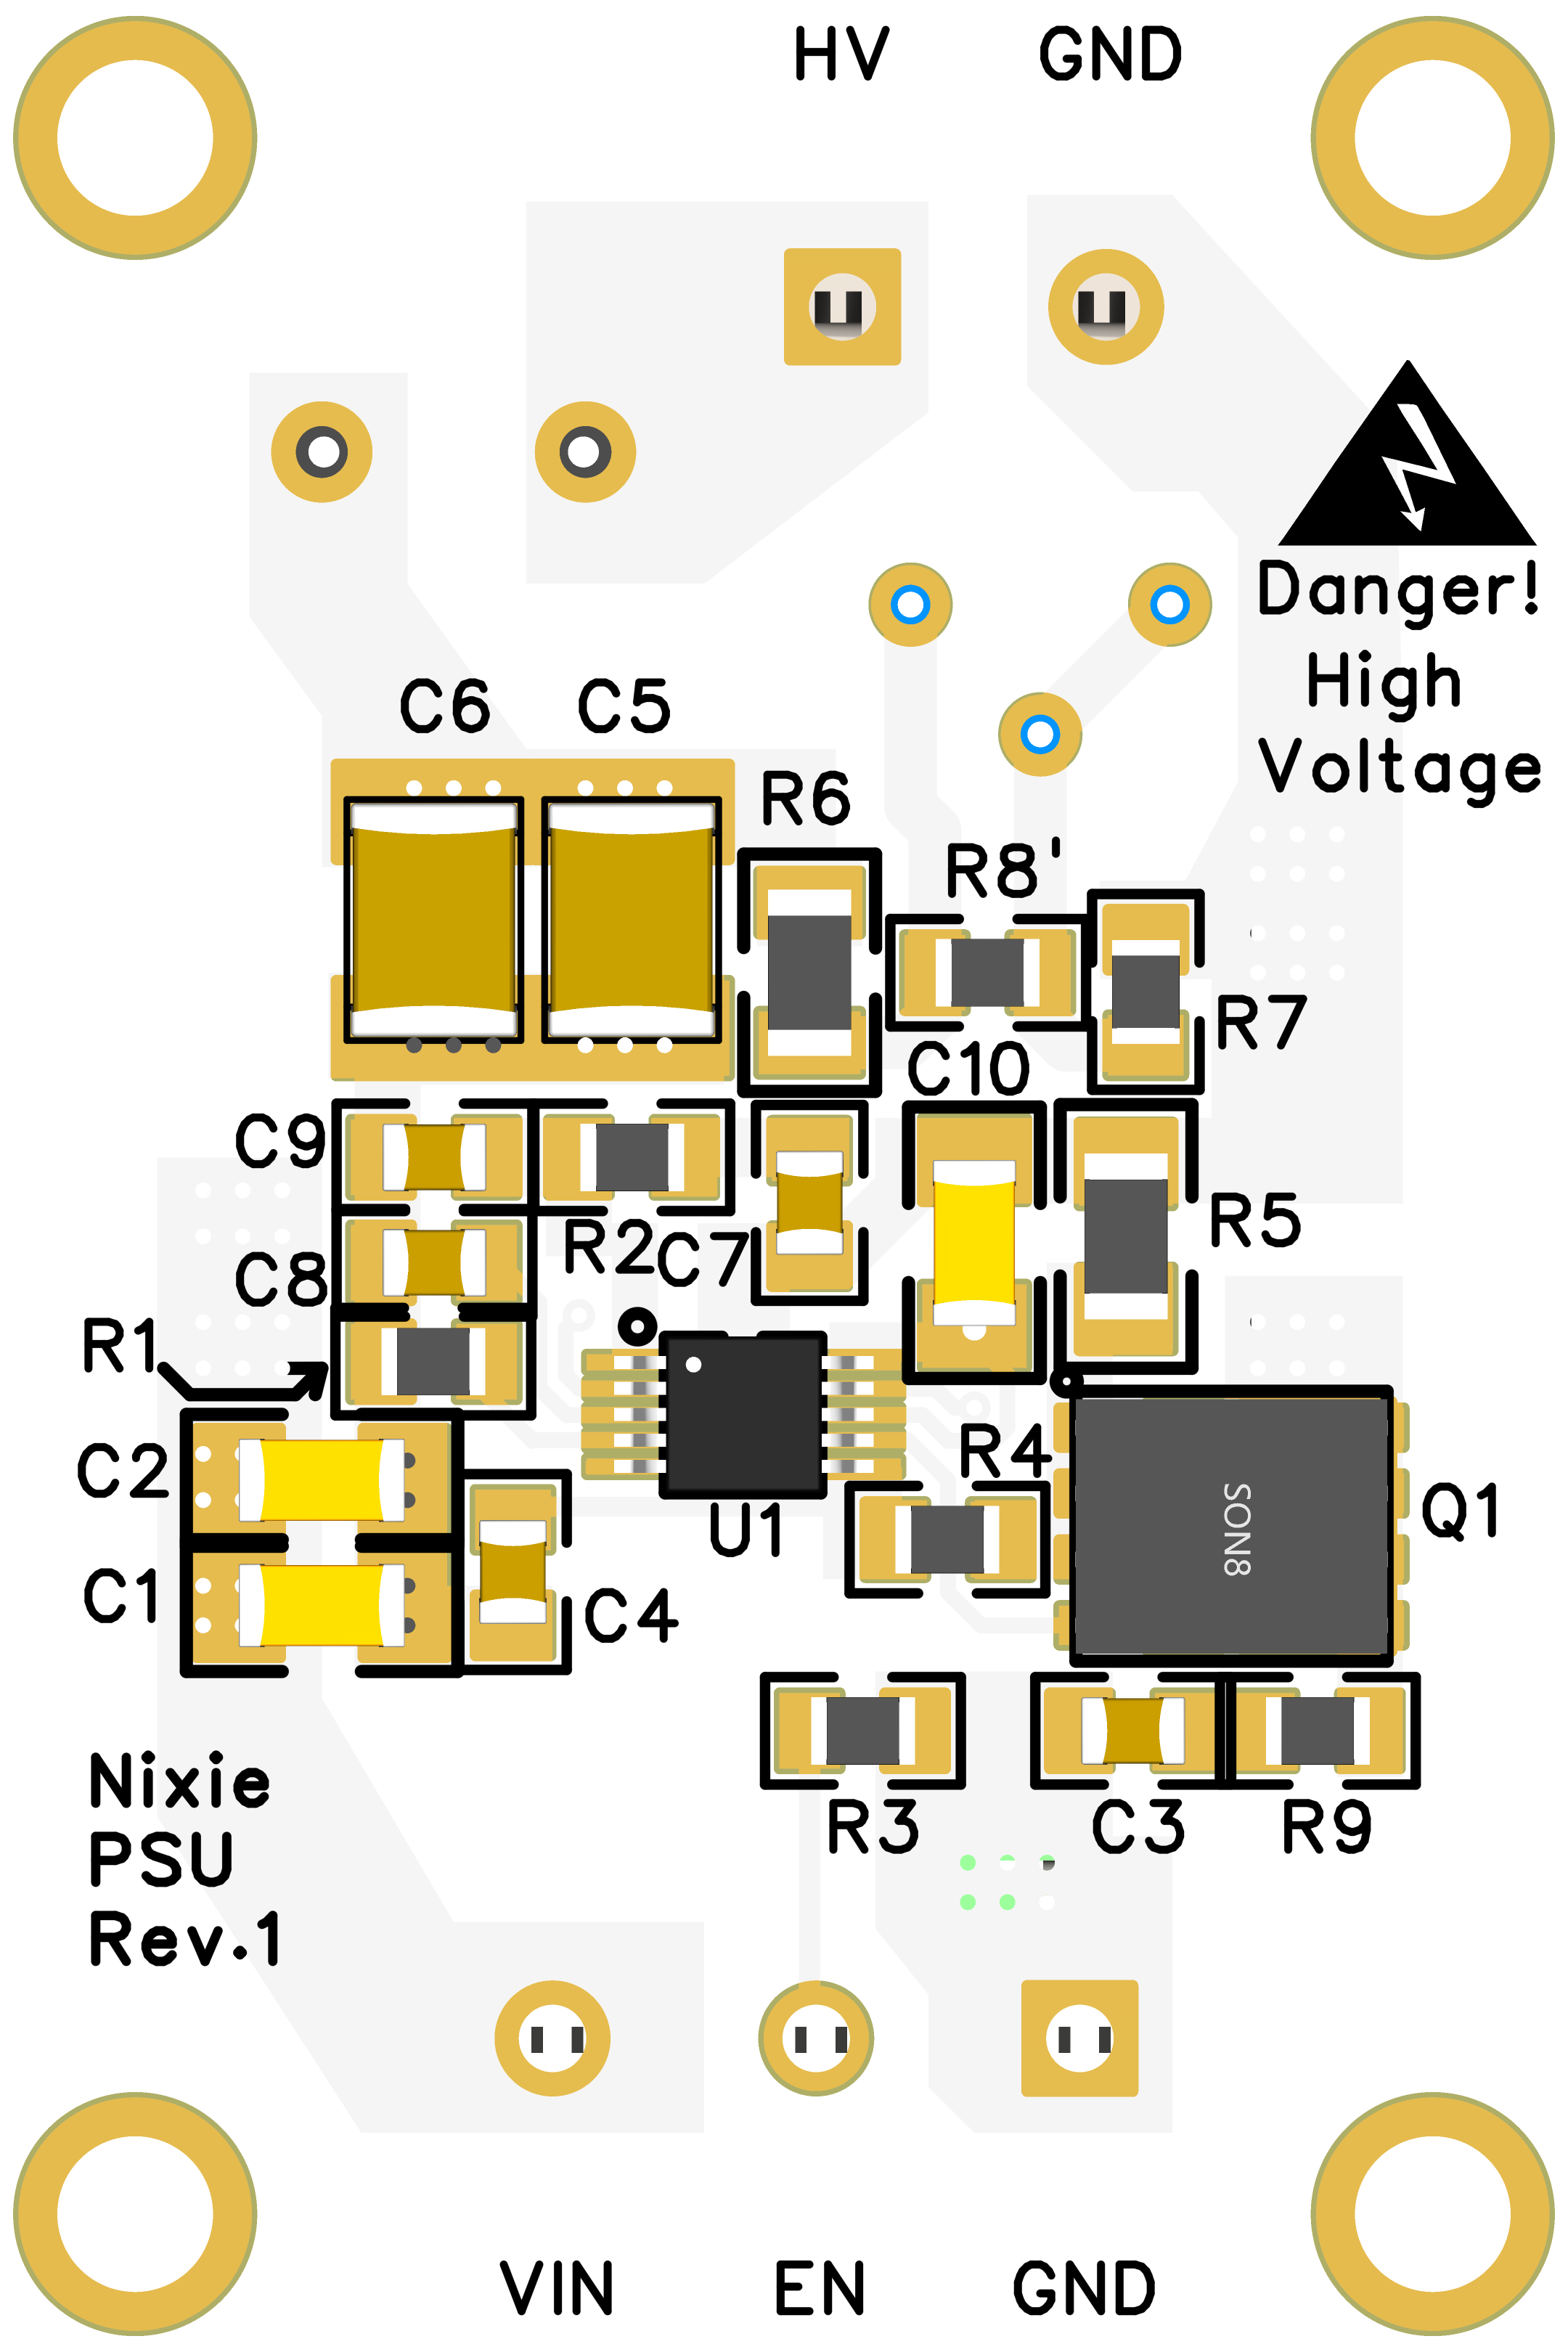 HV GND
Danger!
High
Voltage
C6 C5
R6
R8'
R7
C10
C9
R2
C7
R5
C8
R1
R4
C2
U1
SON8
Q1
C1
C4
Nixie
PSU
Rev.1
R3
C3
R9
VIN EN GND